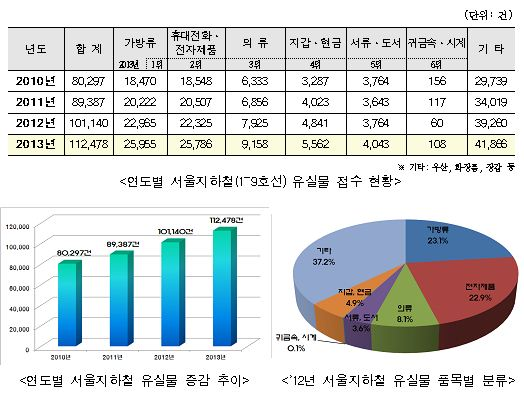 (단위: 건)
년도 합 계 가방류 휴대전화· 전자제품 의 류 지갑·현금 서류·도서 귀금속·시계 기 타
2013년 1위 2위 3위 4위 5위 6위
2010년 80,297 18,470 18,548 6,333 3,287 3,764 156 29,739
2011년 89,387 20,222 20,507 6,856 4,023 3,643 117 34,019
2012년 101,140 22,965 22,325 7,925 4,841 3,764 60 39,260
2013년 112,478 25,955 25,786 9,158 5,562 4,043 108 41,866
※ 기타: 우산, 화장품, 장갑 등
<연도별 서울지하철(1~9호선) 유실물 접수 현황>
120,000
100,000
80,000
60,000
40,000
20,000
0
80,297건
89,387건
101,140건
112,478건
2010년 2011년 2012년 2013년
<연도별 서울지하철 유실물 증감 추이>
가방류
23.1%
전자제품
22.9%
의류
8.1%
서류, 도서
3.6%
귀금속, 시계
0.1%
지갑, 현금
4.9%
기타
37.2%
<'12년 서울지하철 유실물 품목별 분류>